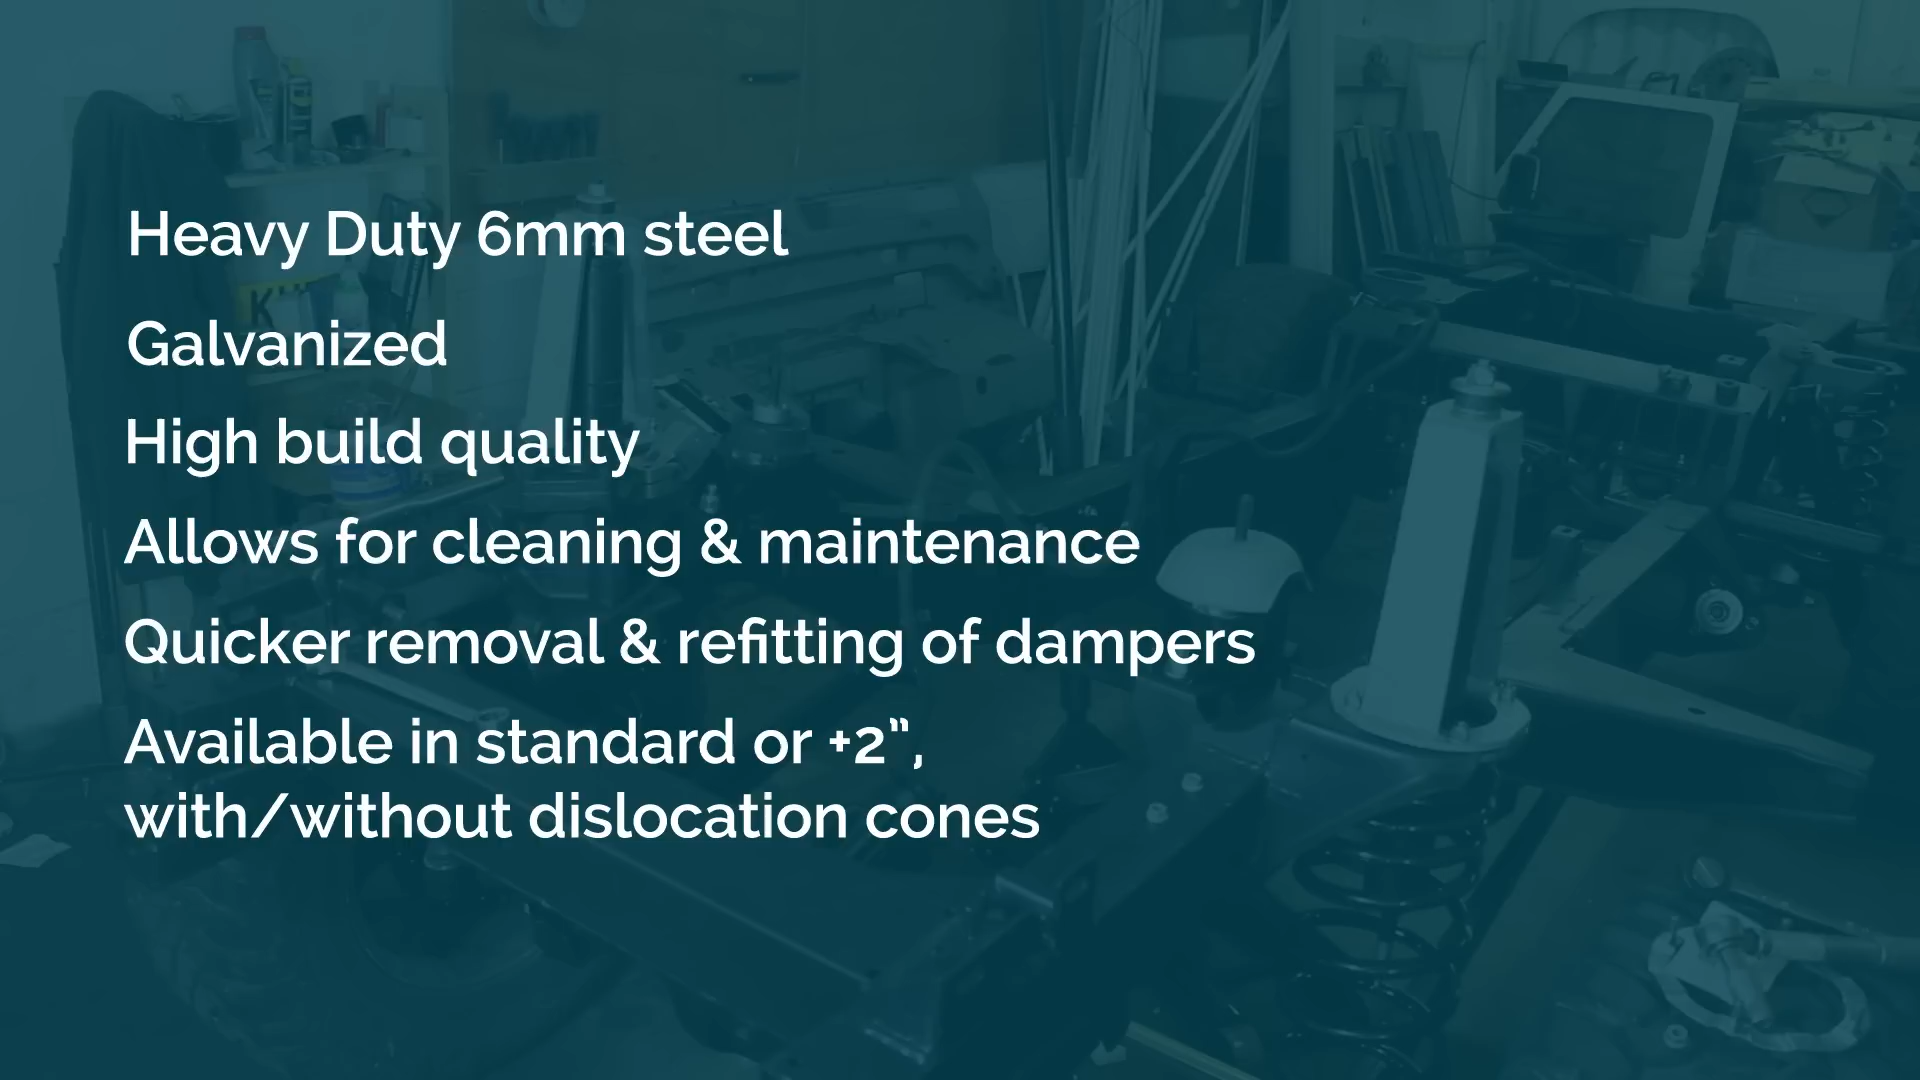 Heavy Duty 6mm steel
Galvanized
High build quality
Allows for cleaning & maintenance
Quicker removal & refitting of dampers
Available in standard or +2”,
with/without dislocation cones